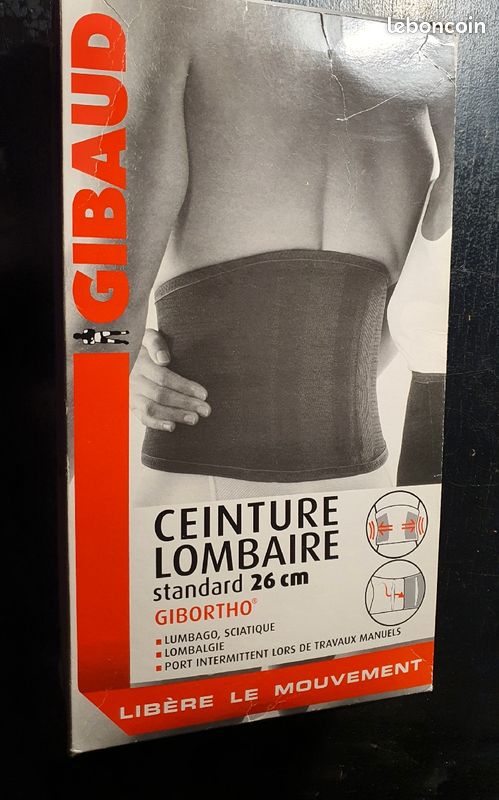 leboncoin
GIBAUD
CEINTURE
LOMBAIRE
standard 26 cm
GIBORTHO®
LUMBAGO, SCIATIQUE
LOMBALGIE
PORT INTERMITTENT LORS DE TRAVAUX MANUELS
LIBÈRE LE MOUVEMENT